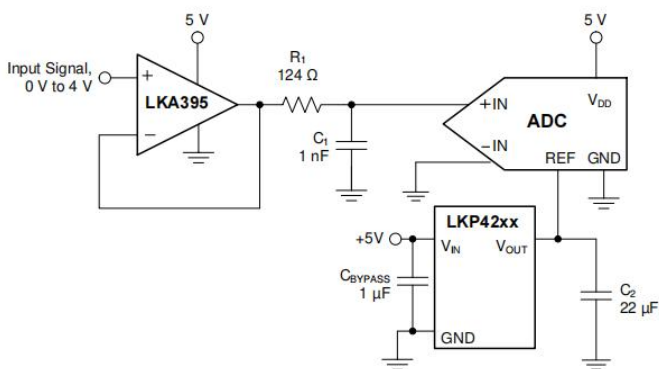 5 V
5 V
Input Signal,
0 V to 4 V
+
LKA395
−
R1
124 Ω
C1
1 nF
+IN
−IN
ADC
VDD
REF
GND
LKP42xx
+5V
VIN
VOUT
CBYPASS
1 µF
GND
C2
22 µF